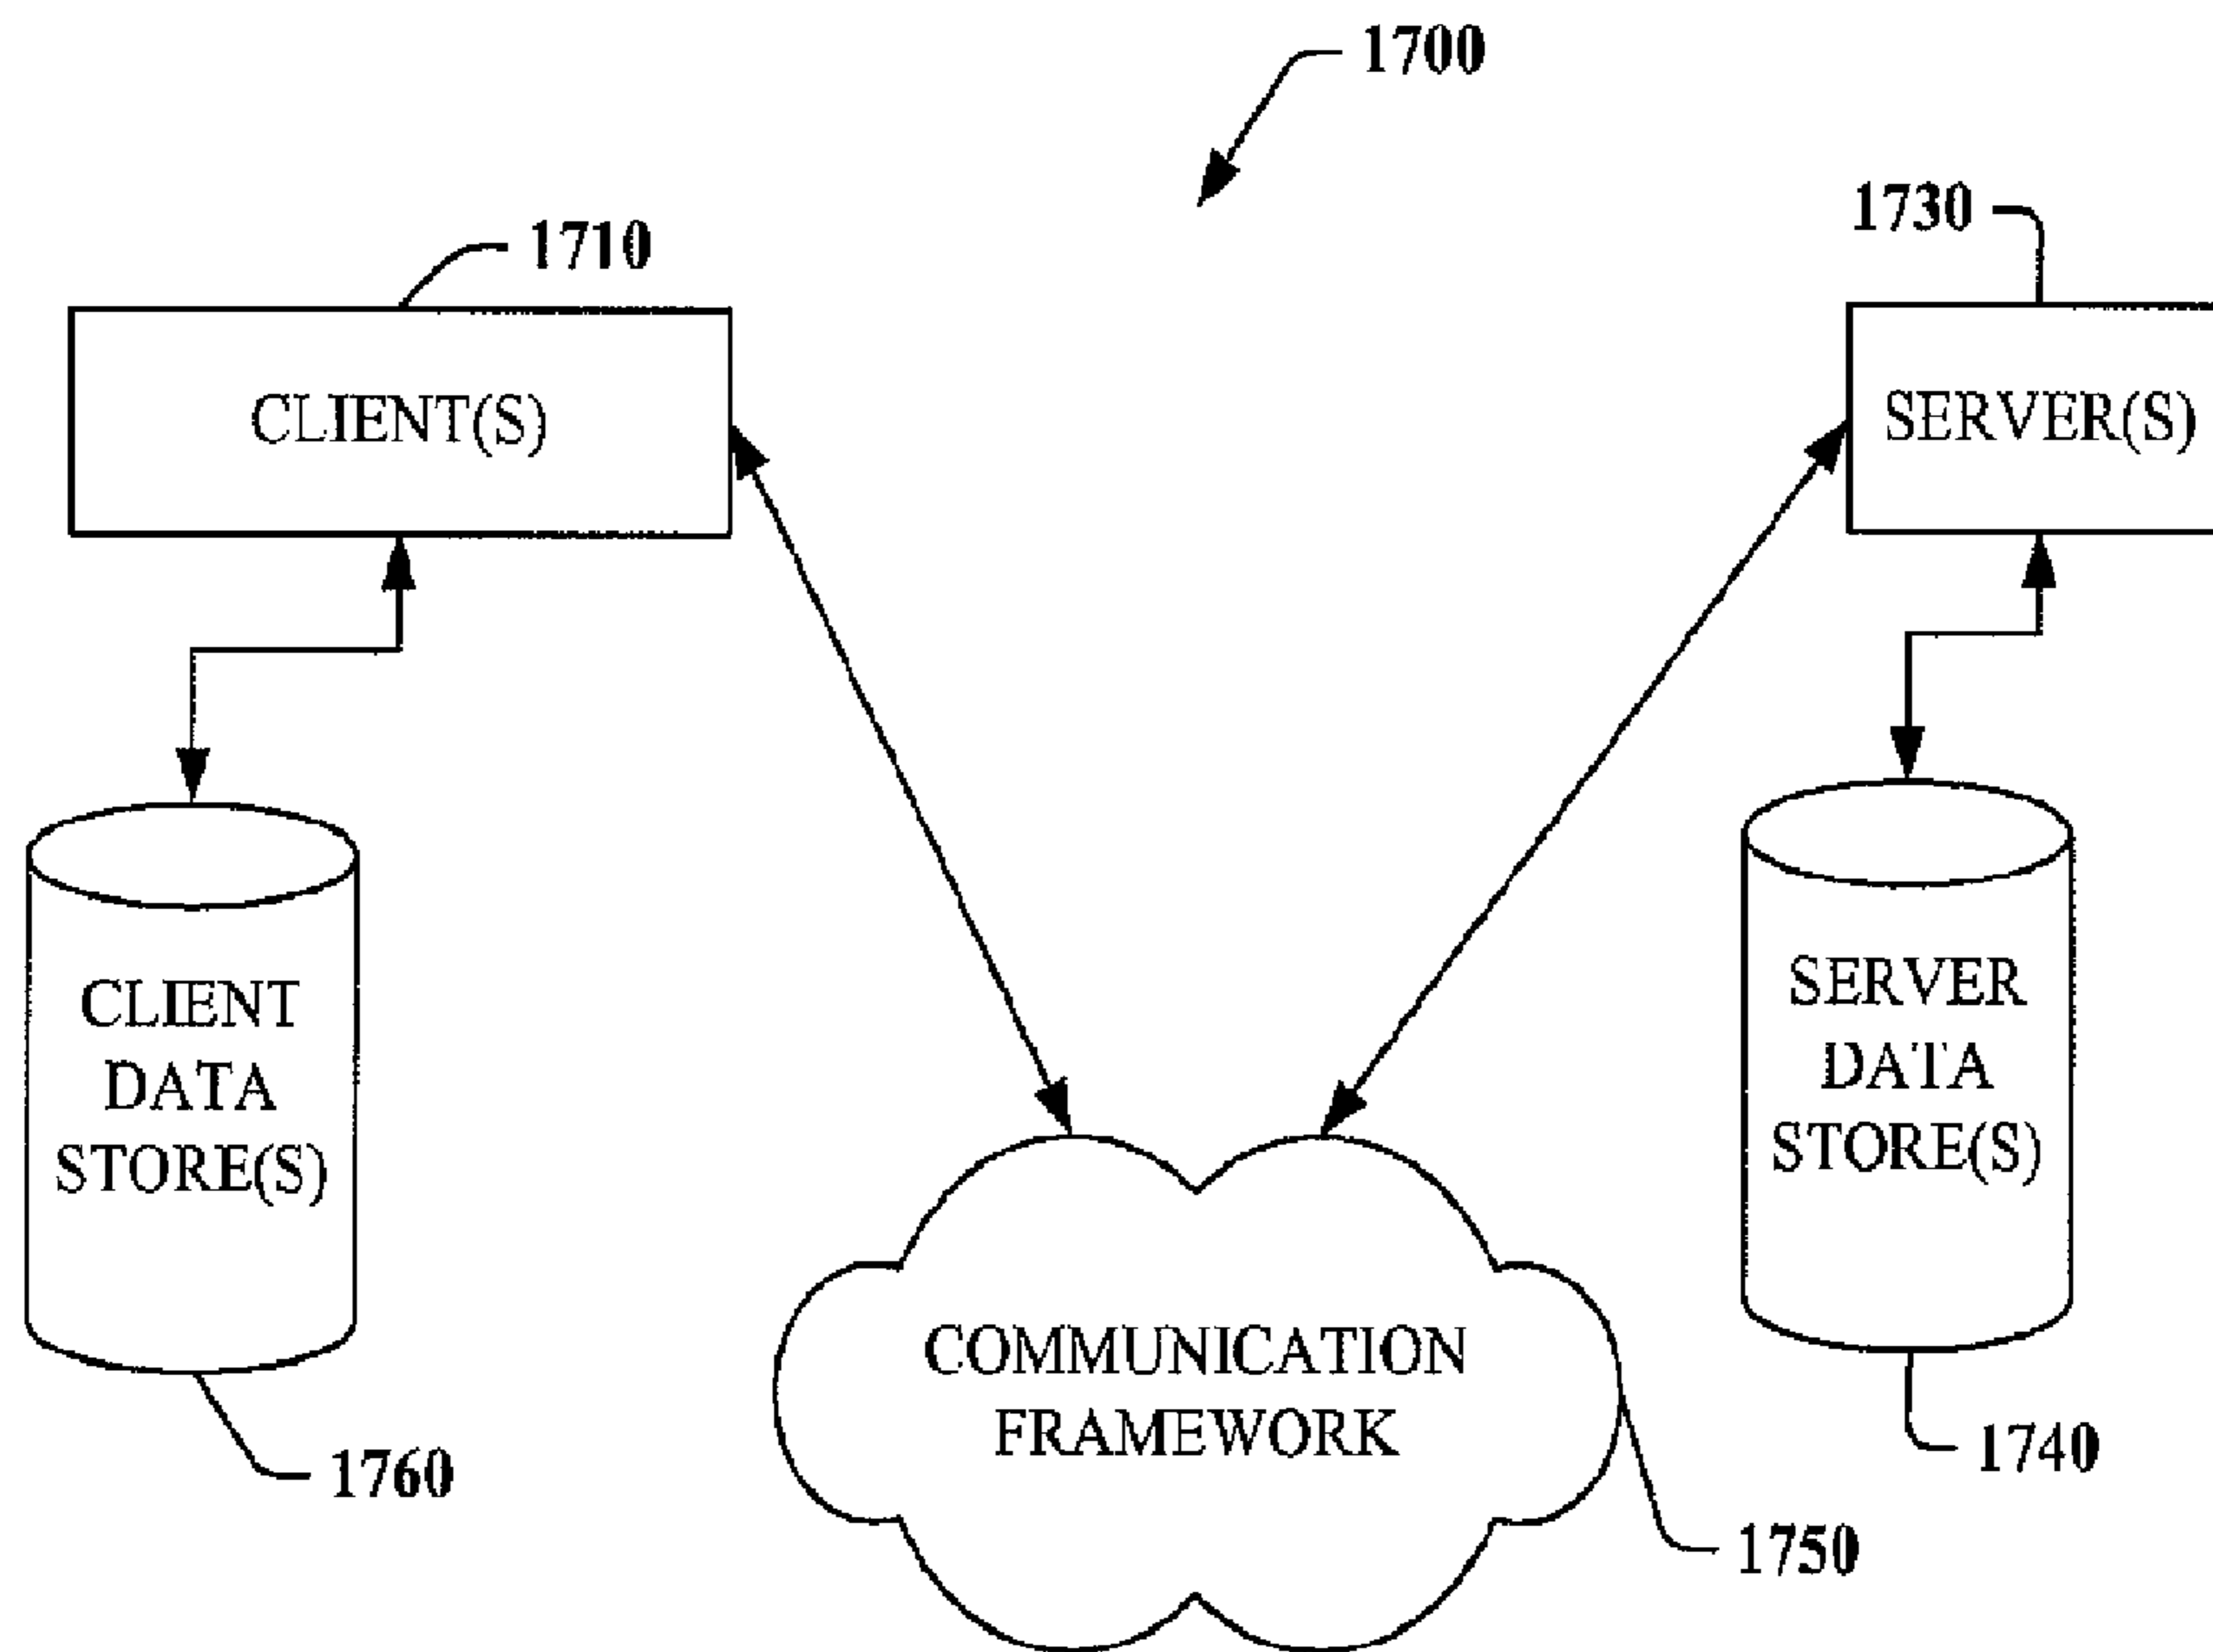 1700
1710
1730
CLIENT(S)
SERVER(S)
CLIENT
DATA
STORE(S)
SERVER
DATA
STORE(S)
COMMUNICATION
FRAMEWORK
1760
1740
1750